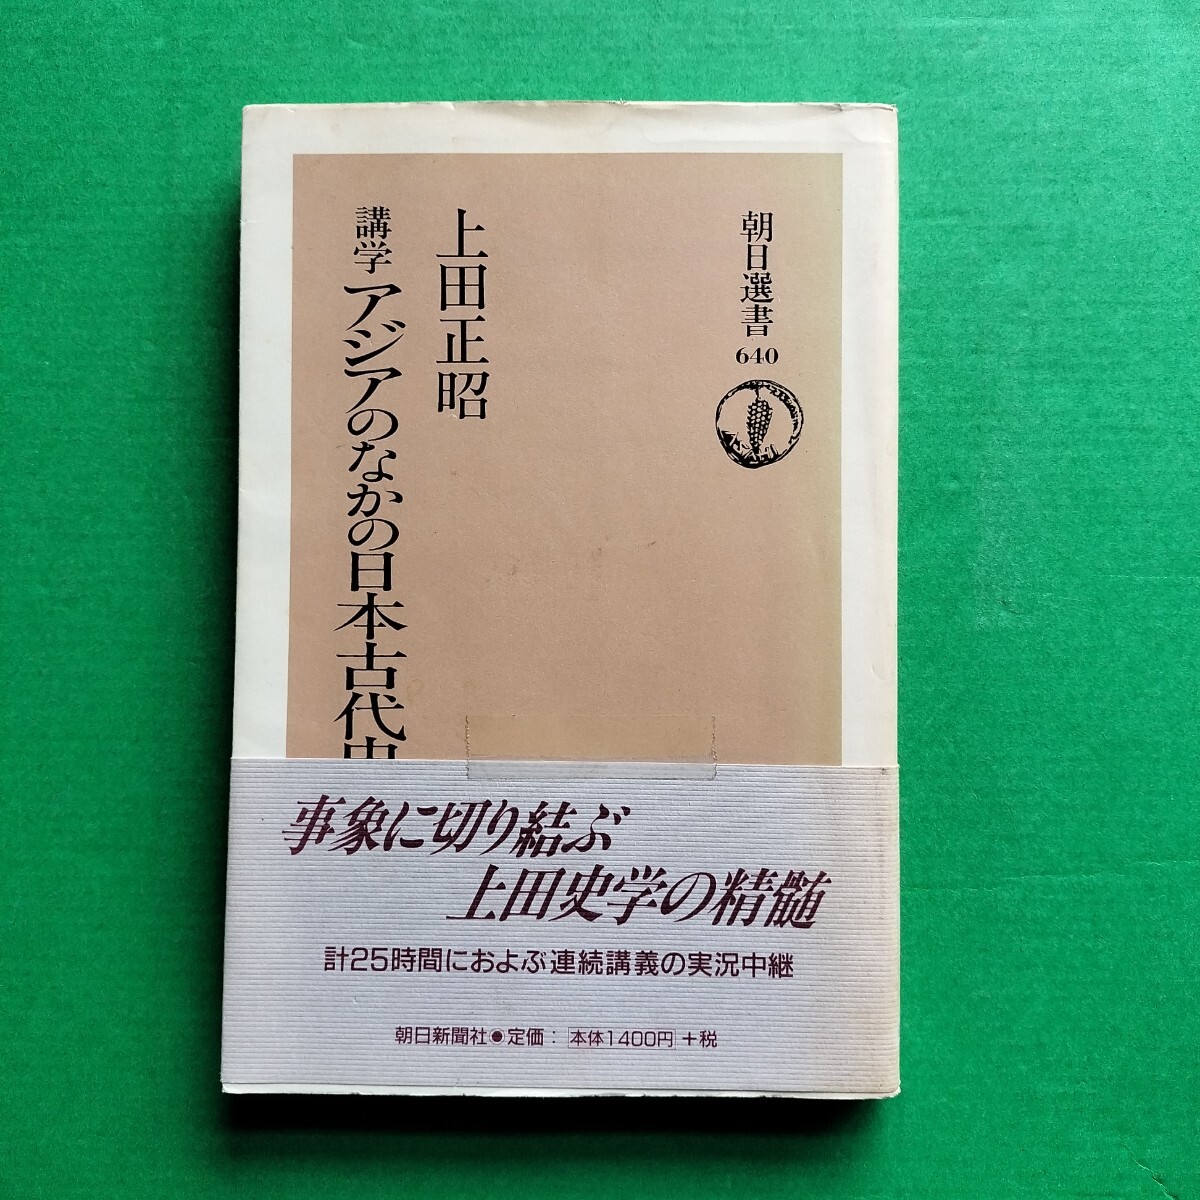 朝日選書
640
上田正昭
講学 アジアのなかの日本古代史
事象に切り結ぶ
上田史学の精髄
計25時間におよぶ連続講義の実況中継
朝日新聞社●定価：本体1400円+税